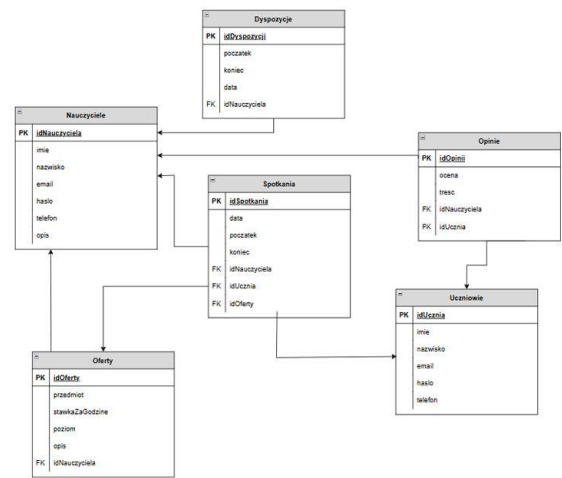 Dyspozycje
PK idDyspozycji
poczatek
koniec
data
FK idNauczyciela
Nauczyciele
PK idNauczyciela
imie
nazwisko
email
haslo
telefon
opis
Opinie
PK idOpinii
ocena
tresc
FK idNauczyciela
FK idUcznia
Spotkania
PK idSpotkania
data
poczatek
koniec
FK idNauczyciela
FK idUcznia
FK idOferty
Uczniowie
PK idUcznia
imie
nazwisko
email
haslo
telefon
Oferty
PK idOferty
przedmiot
stawkaZaGodzine
poziom
opis
FK idNauczyciela